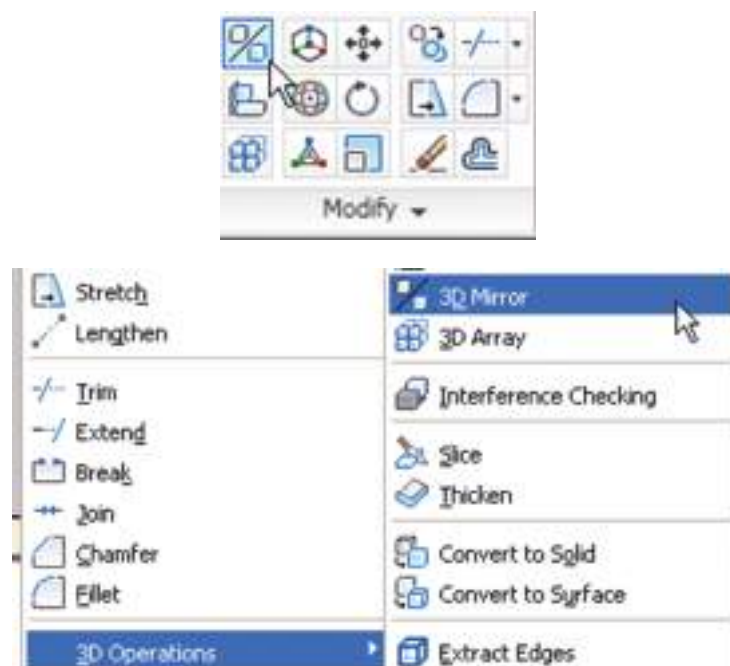 Modify
Stretch
Lengthen
Trim
Extend
Break
Join
Chamfer
Fillet
3D Operations
3D Mirror
3D Array
Interference Checking
Slice
Thicken
Convert to Solid
Convert to Surface
Extract Edges